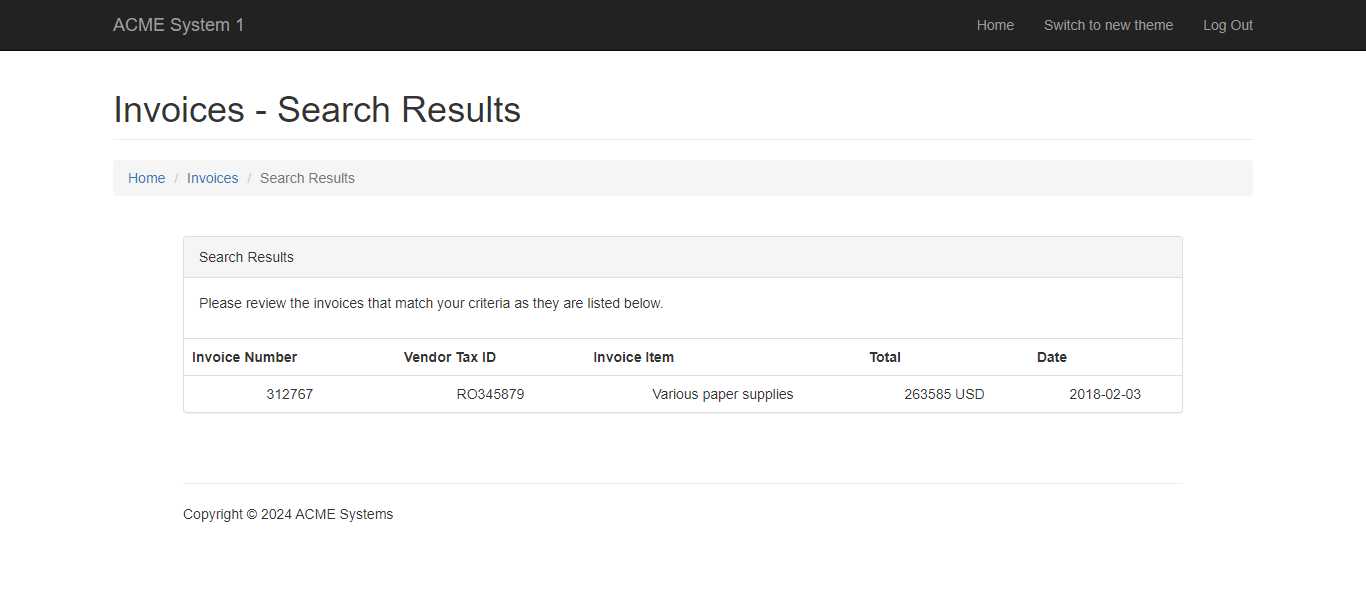 ACME System 1 Home Switch to new theme Log Out
Invoices - Search Results
Home / Invoices / Search Results
Search Results
Please review the invoices that match your criteria as they are listed below.
Invoice Number Vendor Tax ID Invoice Item Total Date
312767 RO345879 Various paper supplies 263585 USD 2018-02-03
Copyright © 2024 ACME Systems